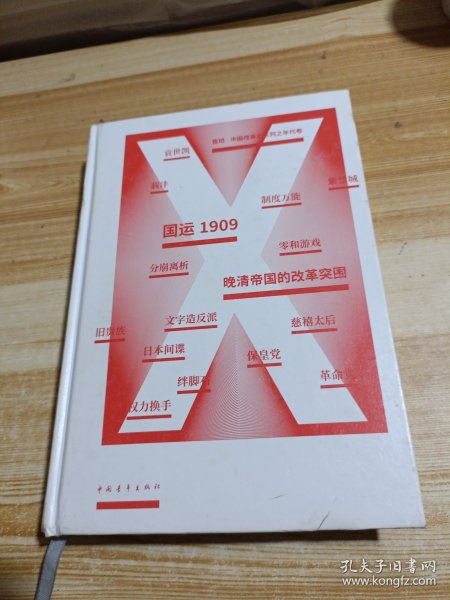 袁世凯
雪珥·中国改革史系列之年代卷
载沣
制度万能
紫禁城
国运 1909
零和游戏
分崩离析
晚清帝国的改革突围
旧贵族
文字造反派
慈禧太后
日本间谍
保皇党
绊脚石
革命
权力换手
中国青年出版社
孔夫子旧书网
www.kongfz.com